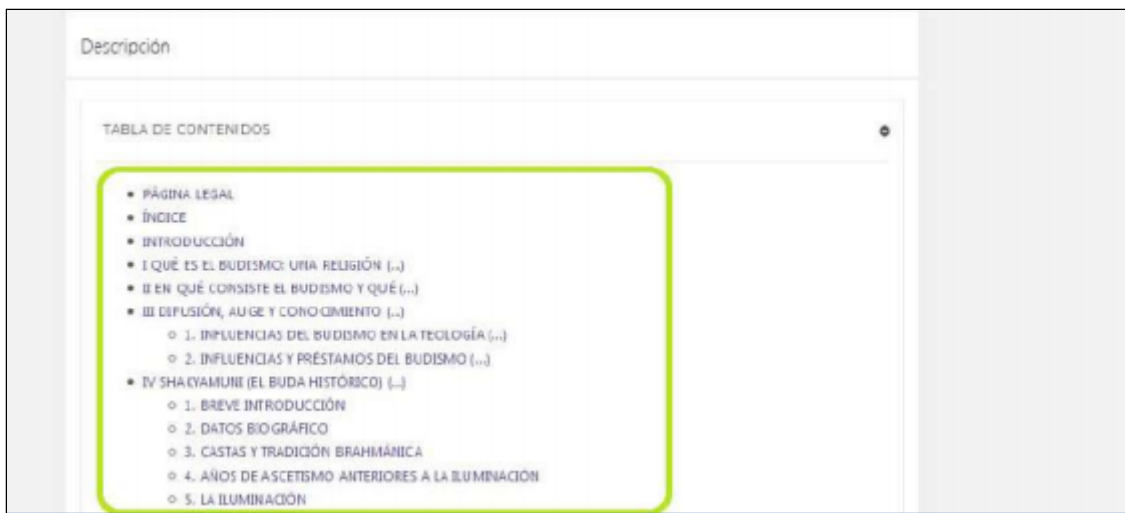 Descripción
TABLA DE CONTENIDOS
PÁGINA LEGAL
ÍNDICE
INTRODUCCIÓN
I QUÉ ES EL BUDISMO: UNA RELIGIÓN (...)
II EN QUÉ CONSISTE EL BUDISMO Y QUÉ (...)
III DIFUSIÓN, AUGE Y CONOCIMIENTO (...)
1. INFLUENCIAS DEL BUDISMO EN LA TEOLOGÍA (...)
2. INFLUENCIAS Y PRÉSTAMOS DEL BUDISMO (...)
IV SHAKYAMUNI (EL BUDA HISTÓRICO) (...)
1. BREVE INTRODUCCIÓN
2. DATOS BIOGRÁFICO
3. CASTAS Y TRADICIÓN BRAHMÁNICA
4. AÑOS DE ASCETISMO ANTERIORES A LA ILUMINACIÓN
5. LA ILUMINACIÓN